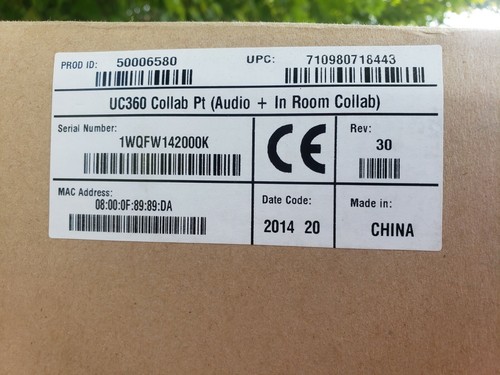 PROD ID: 50006580 UPC: 710980716443
UC360 Collab Pt (Audio + In Room Collab)
Serial Number:
1WQFW142000K
CE
Rev:
30
MAC Address:
08:00:0F:89:89:DA
Date Code:
2014 20
Made in:
CHINA